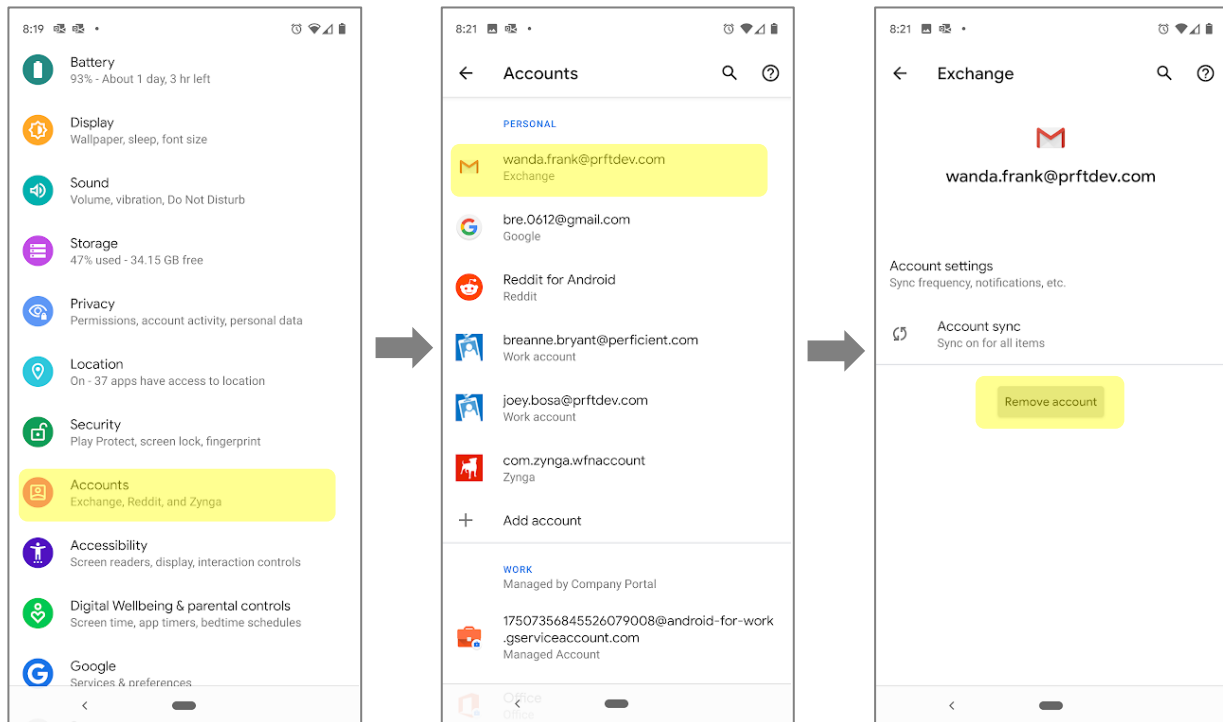 8:19
Battery
93% - About 1 day, 3 hr left
Display
Wallpaper, sleep, font size
Sound
Volume, vibration, Do Not Disturb
Storage
47% used - 34.15 GB free
Privacy
Permissions, account activity, personal data
Location
On - 37 apps have access to location
Security
Play Protect, screen lock, fingerprint
Accounts
Exchange, Reddit, and Zynga
Accessibility
Screen readers, display, interaction controls
Digital Wellbeing & parental controls
Screen time, app timers, bedtime schedules
Google
Services & preferences
8:21
Accounts
PERSONAL
wanda.frank@prftdev.com
Exchange
bre.0612@gmail.com
Google
Reddit for Android
Reddit
breanne.bryant@perficient.com
Work account
joey.bosa@prftdev.com
Work account
com.zynga.wfnaccount
Zynga
Add account
WORK
Managed by Company Portal
17507356845526079008@android-for-work
.gserviceaccount.com
Managed Account
Office
Office
8:21
Exchange
wanda.frank@prftdev.com
Account settings
Sync frequency, notifications, etc.
Account sync
Sync on for all items
Remove account